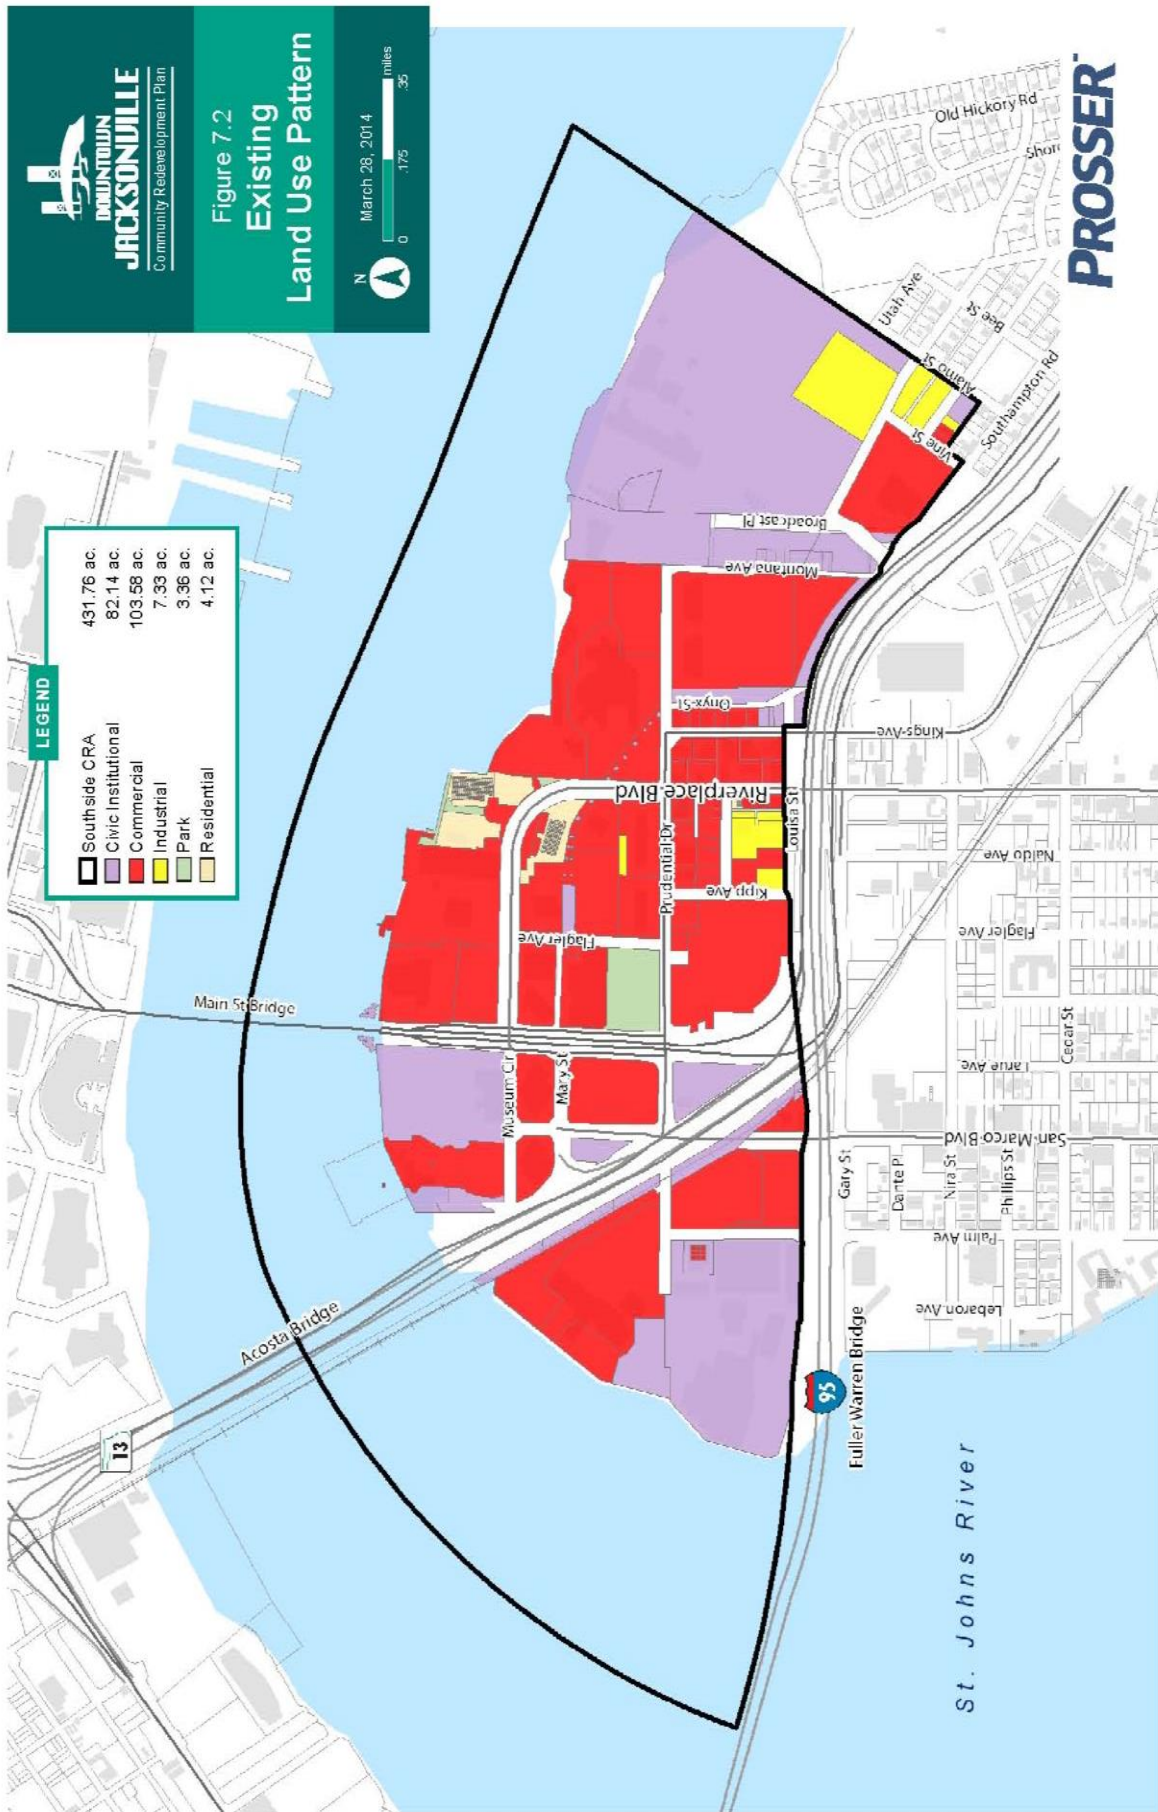 DOWNTOWN
JACKSONVILLE
Community Redevelopment Plan
Figure 7.2
Existing
Land Use Pattern
March 28, 2014
N
0 .175 .35
miles
LEGEND
Southside CRA 431.76 ac.
Civic Institutional 82.14 ac.
Commercial 103.58 ac.
Industrial 7.33 ac.
Park 3.36 ac.
Residential 4.12 ac.
13
Acosta Bridge
Main St Bridge
Museum Cir
Mary St
Flagler Ave
Prudential Dr
Riverplace Blvd
Kipp Ave
Louisa St
Onyx St
Montana Ave
Broadcast Pl
Vine St
Alamo St
Utah Ave
Bee St
Southampton Rd
Old Hickory Rd
Shor
Kings Ave
Naldo Ave
Flagler Ave
Cedar St
Larue Ave
San Marco Blvd
Gary St
Dante Pl
Nira St
Phillips St
Palm Ave
Lebaron Ave
95
Fuller Warren Bridge
St. Johns River
PROSSER